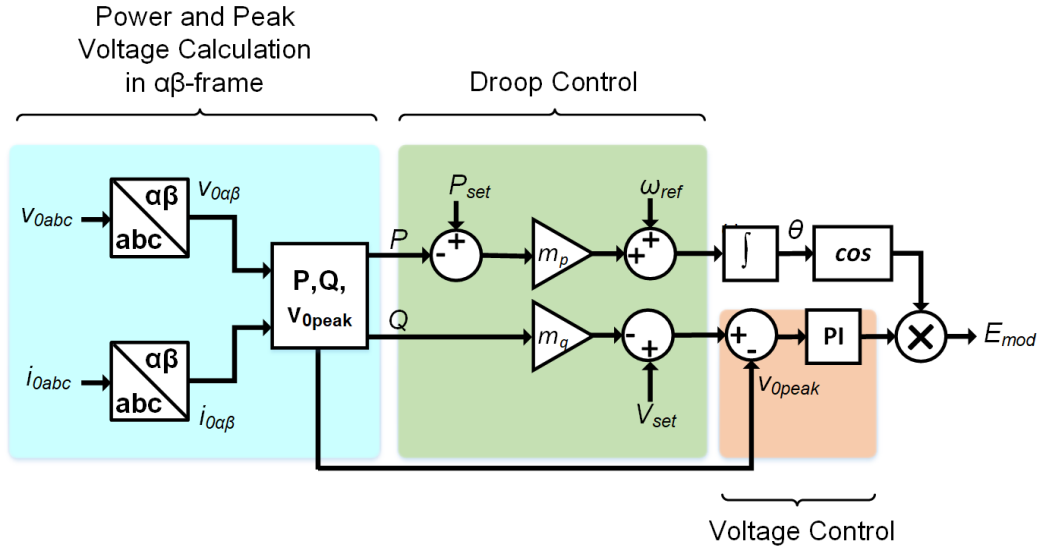 Power and Peak
Voltage Calculation
in αβ-frame
Droop Control
v0abc
αβ
abc
v0αβ
i0abc
αβ
abc
i0αβ
P,Q,
v0peak
P
Q
Pset
-
+
mp
ωref
+
+
mq
-
+
Vset
∫
θ
cos
+
-
v0peak
PI
×
Emod
Voltage Control